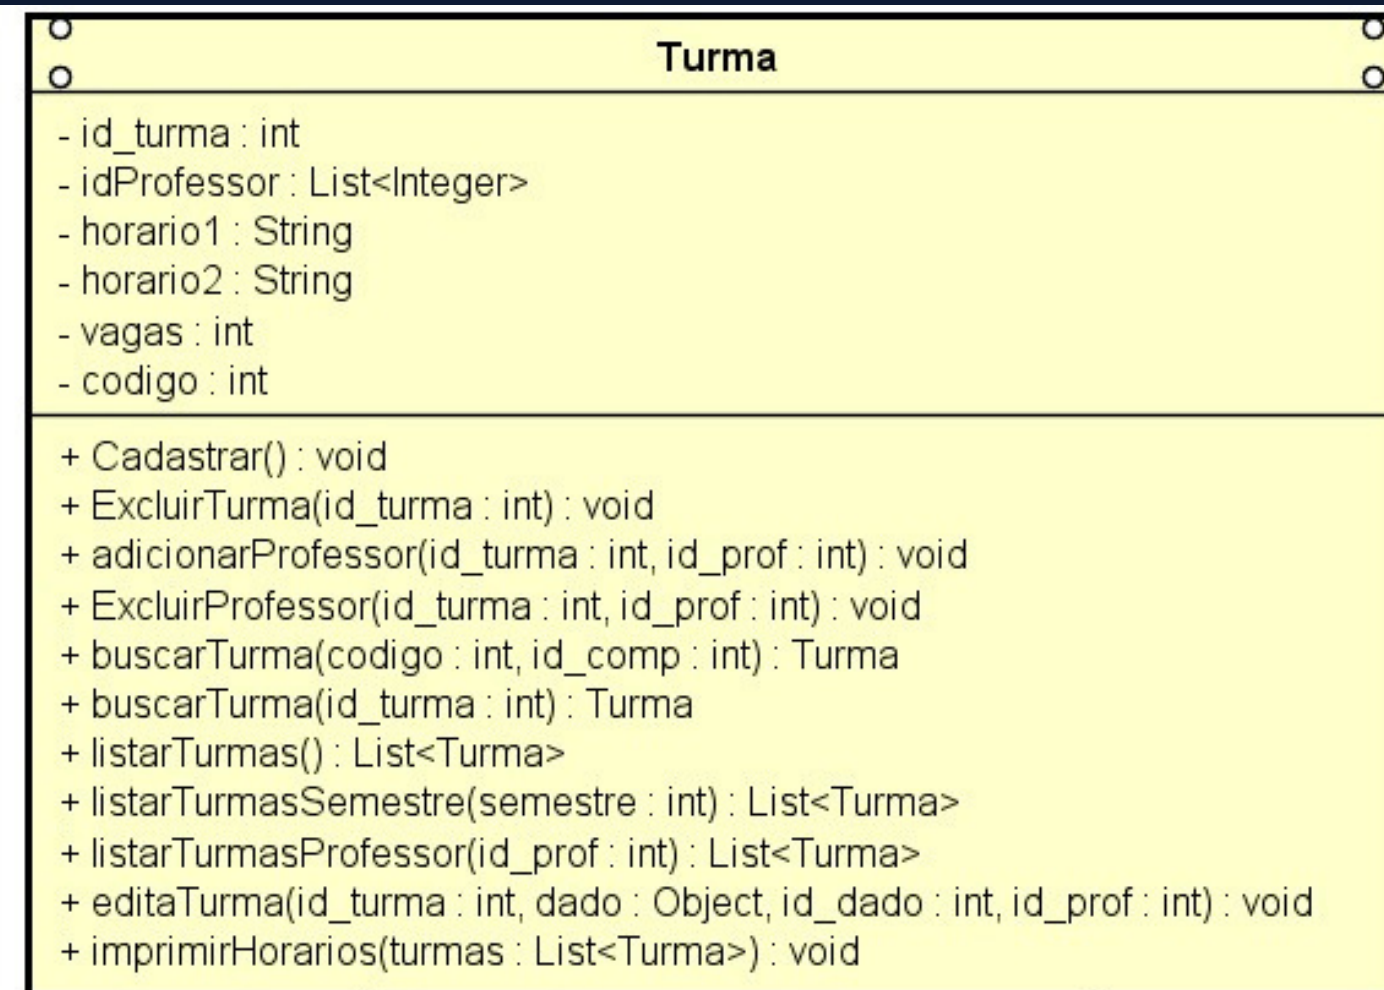 Turma
- id_turma : int
- idProfessor : List<Integer>
- horario1 : String
- horario2 : String
- vagas : int
- codigo : int
+ Cadastrar() : void
+ ExcluirTurma(id_turma : int) : void
+ adicionarProfessor(id_turma : int, id_prof : int) : void
+ ExcluirProfessor(id_turma : int, id_prof : int) : void
+ buscarTurma(codigo : int, id_comp : int) : Turma
+ buscarTurma(id_turma : int) : Turma
+ listarTurmas() : List<Turma>
+ listarTurmasSemestre(semestre : int) : List<Turma>
+ listarTurmasProfessor(id_prof : int) : List<Turma>
+ editaTurma(id_turma : int, dado : Object, id_dado : int, id_prof : int) : void
+ imprimirHorarios(turmas : List<Turma>) : void